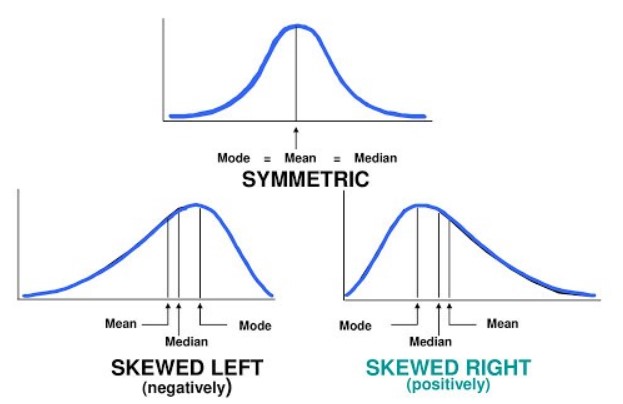 Mode = Mean = Median
SYMMETRIC
Mean
Mode
Median
SKEWED LEFT
(negatively)
Mode
Mean
Median
SKEWED RIGHT
(positively)